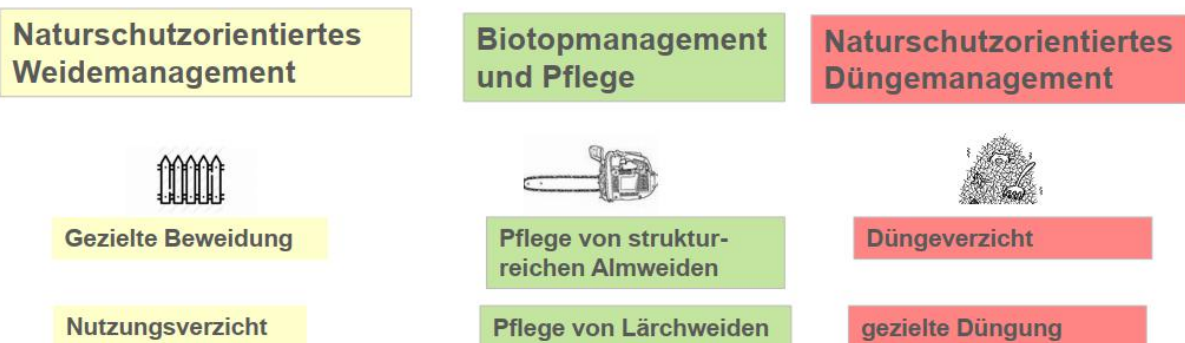 Naturschutzorientiertes
Weidemanagement
Biotopmanagement
und Pflege
Naturschutzorientiertes
Düngemanagement
Gezielte Beweidung
Pflege von struktur-
reichen Almweiden
Düngeverzicht
Nutzungsverzicht
Pflege von Lärchweiden
gezielte Düngung